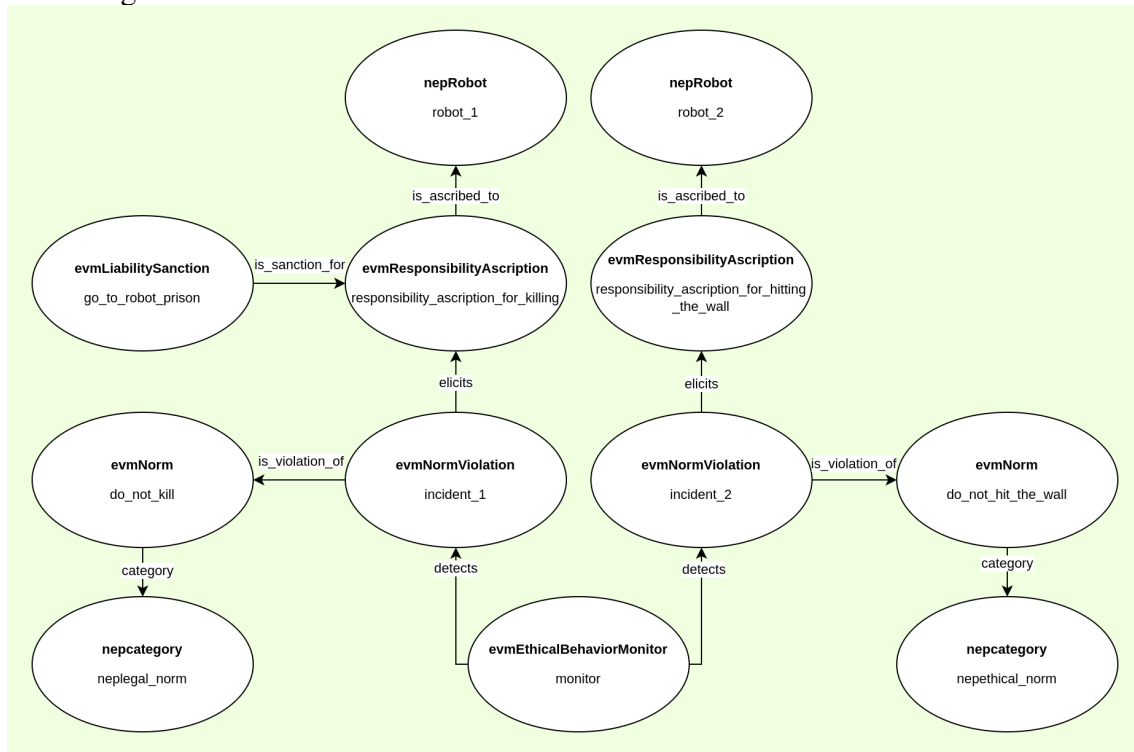 nepRobot
robot_1
nepRobot
robot_2
is_ascribed_to
is_ascribed_to
evmLiabilitySanction
go_to_robot_prison
is_sanction_for
evmResponsibilityAscription
responsibility_ascription_for_killing
evmResponsibilityAscription
responsibility_ascription_for_hitting
_the_wall
elicits
elicits
evmNorm
do_not_kill
is_violation_of
evmNormViolation
incident_1
evmNormViolation
incident_2
is_violation_of
evmNorm
do_not_hit_the_wall
category
detects
detects
category
nepcategory
neplegal_norm
evmEthicalBehaviorMonitor
monitor
nepcategory
nepethical_norm